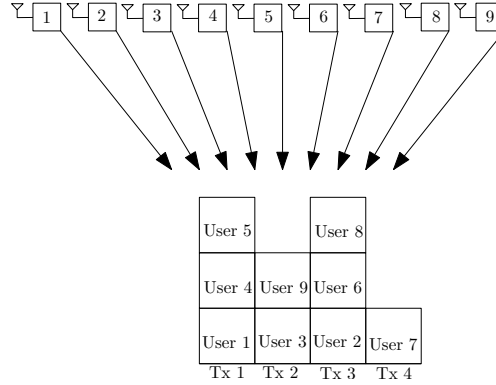 1 2 3 4 5 6 7 8 9
User 5 User 8
User 4 User 9 User 6
User 1 User 3 User 2 User 7
Tx 1 Tx 2 Tx 3 Tx 4